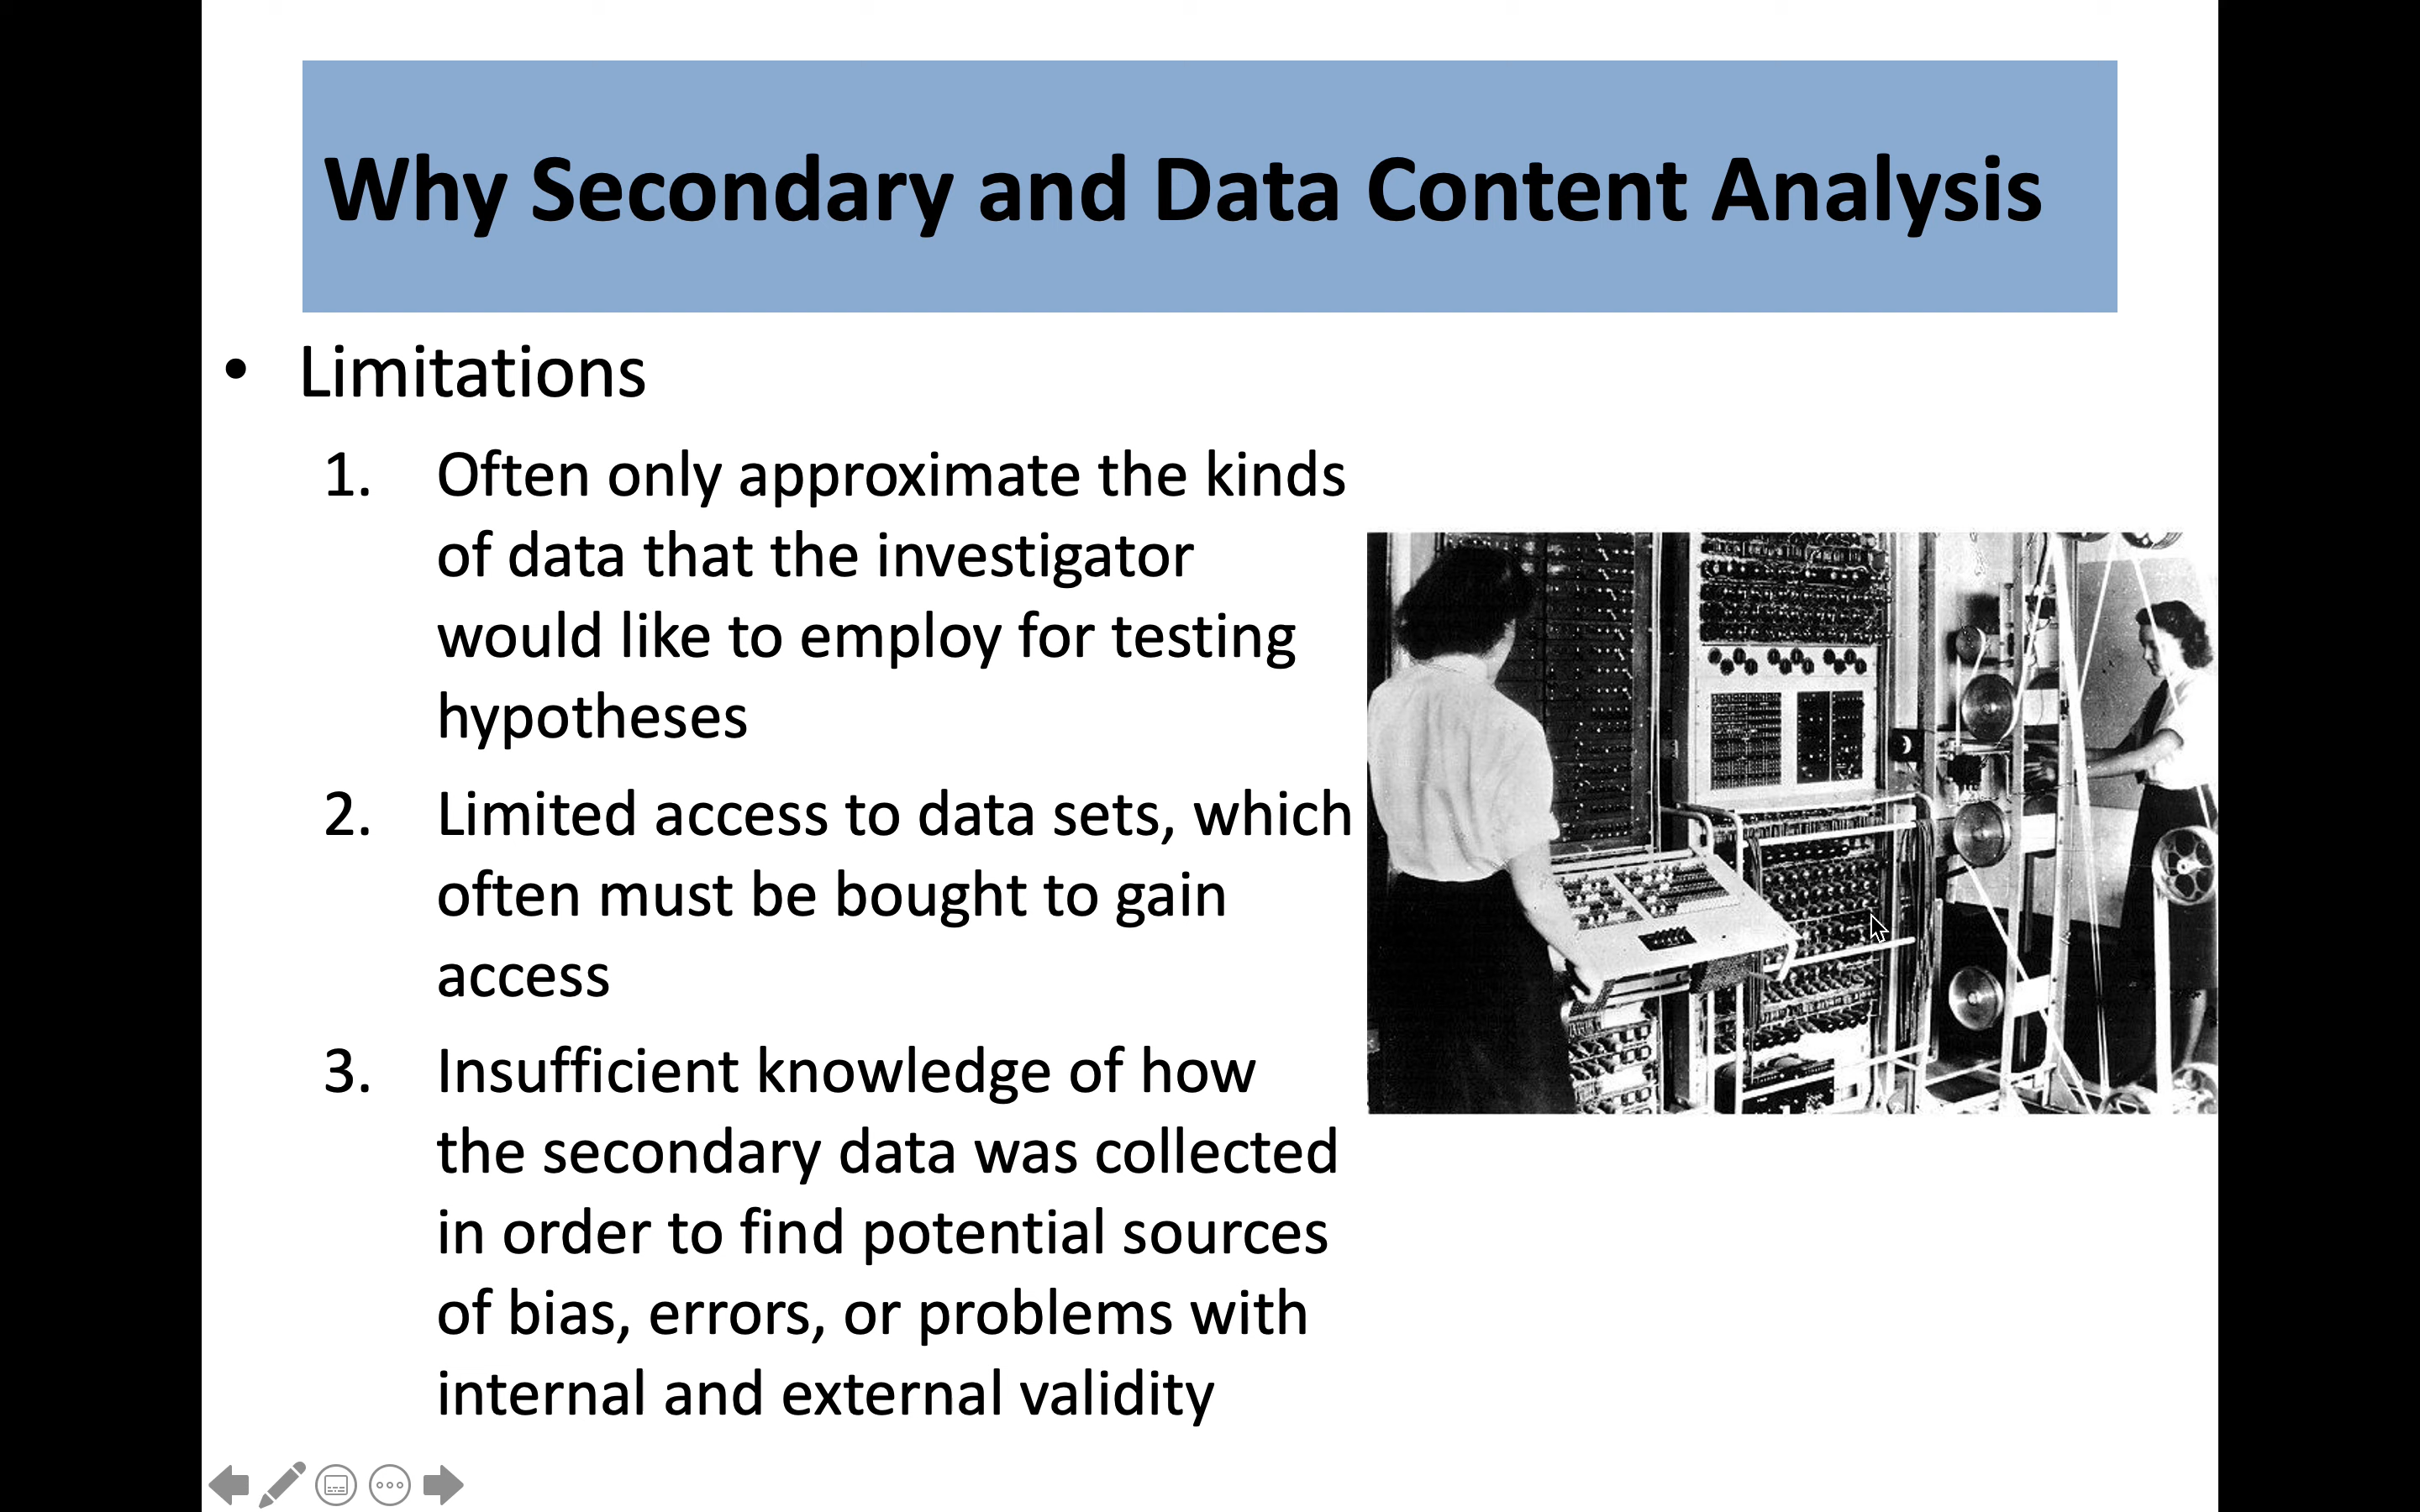 Why Secondary and Data Content Analysis
• Limitations
1. Often only approximate the kinds
of data that the investigator
would like to employ for testing
hypotheses
2. Limited access to data sets, which
often must be bought to gain
access
3. Insufficient knowledge of how
the secondary data was collected
in order to find potential sources
of bias, errors, or problems with
internal and external validity